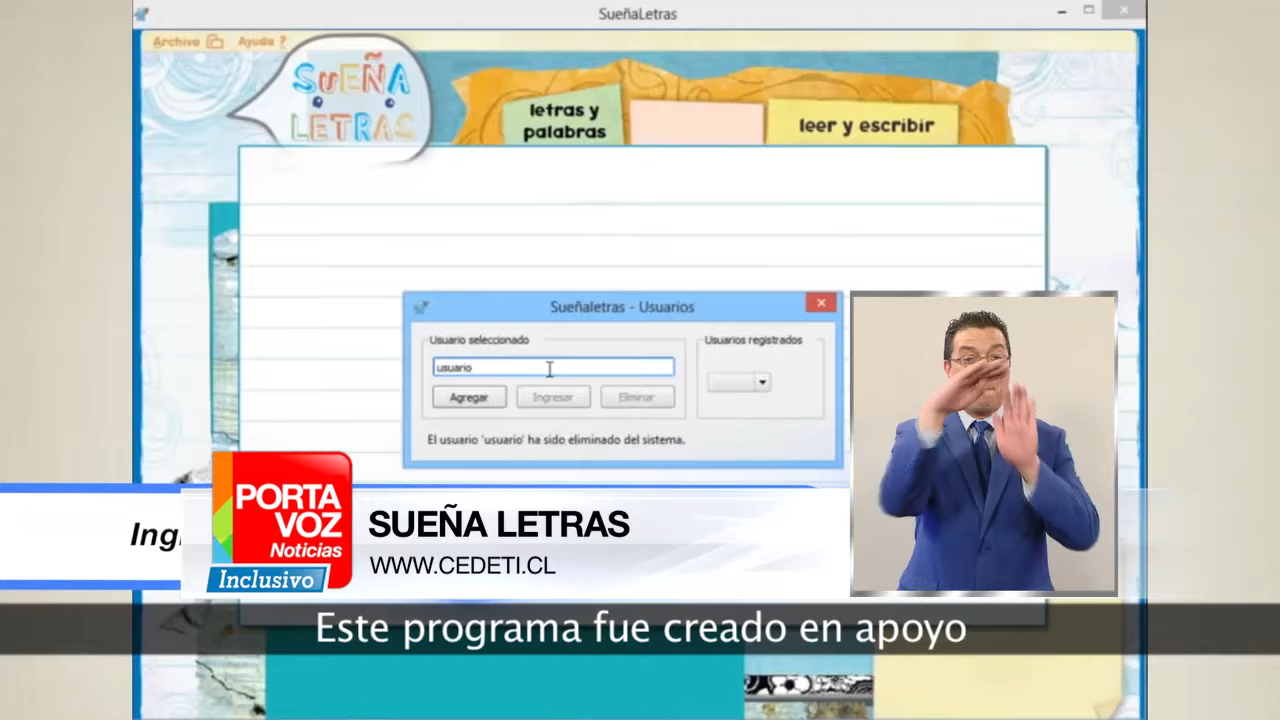 SueñaLetras
Archivo Ayuda ?
SUEÑA
LETRAS
letras y
palabras
leer y escribir
Sueñaletras - Usuarios
Usuario seleccionado
Usuarios registrados
usuario
Agregar Ingresar Eliminar
El usuario 'usuario' ha sido eliminado del sistema.
PORTA
VOZ
Noticias
Inclusivo
SUEÑA LETRAS
WWW.CEDETI.CL
Este programa fue creado en apoyo